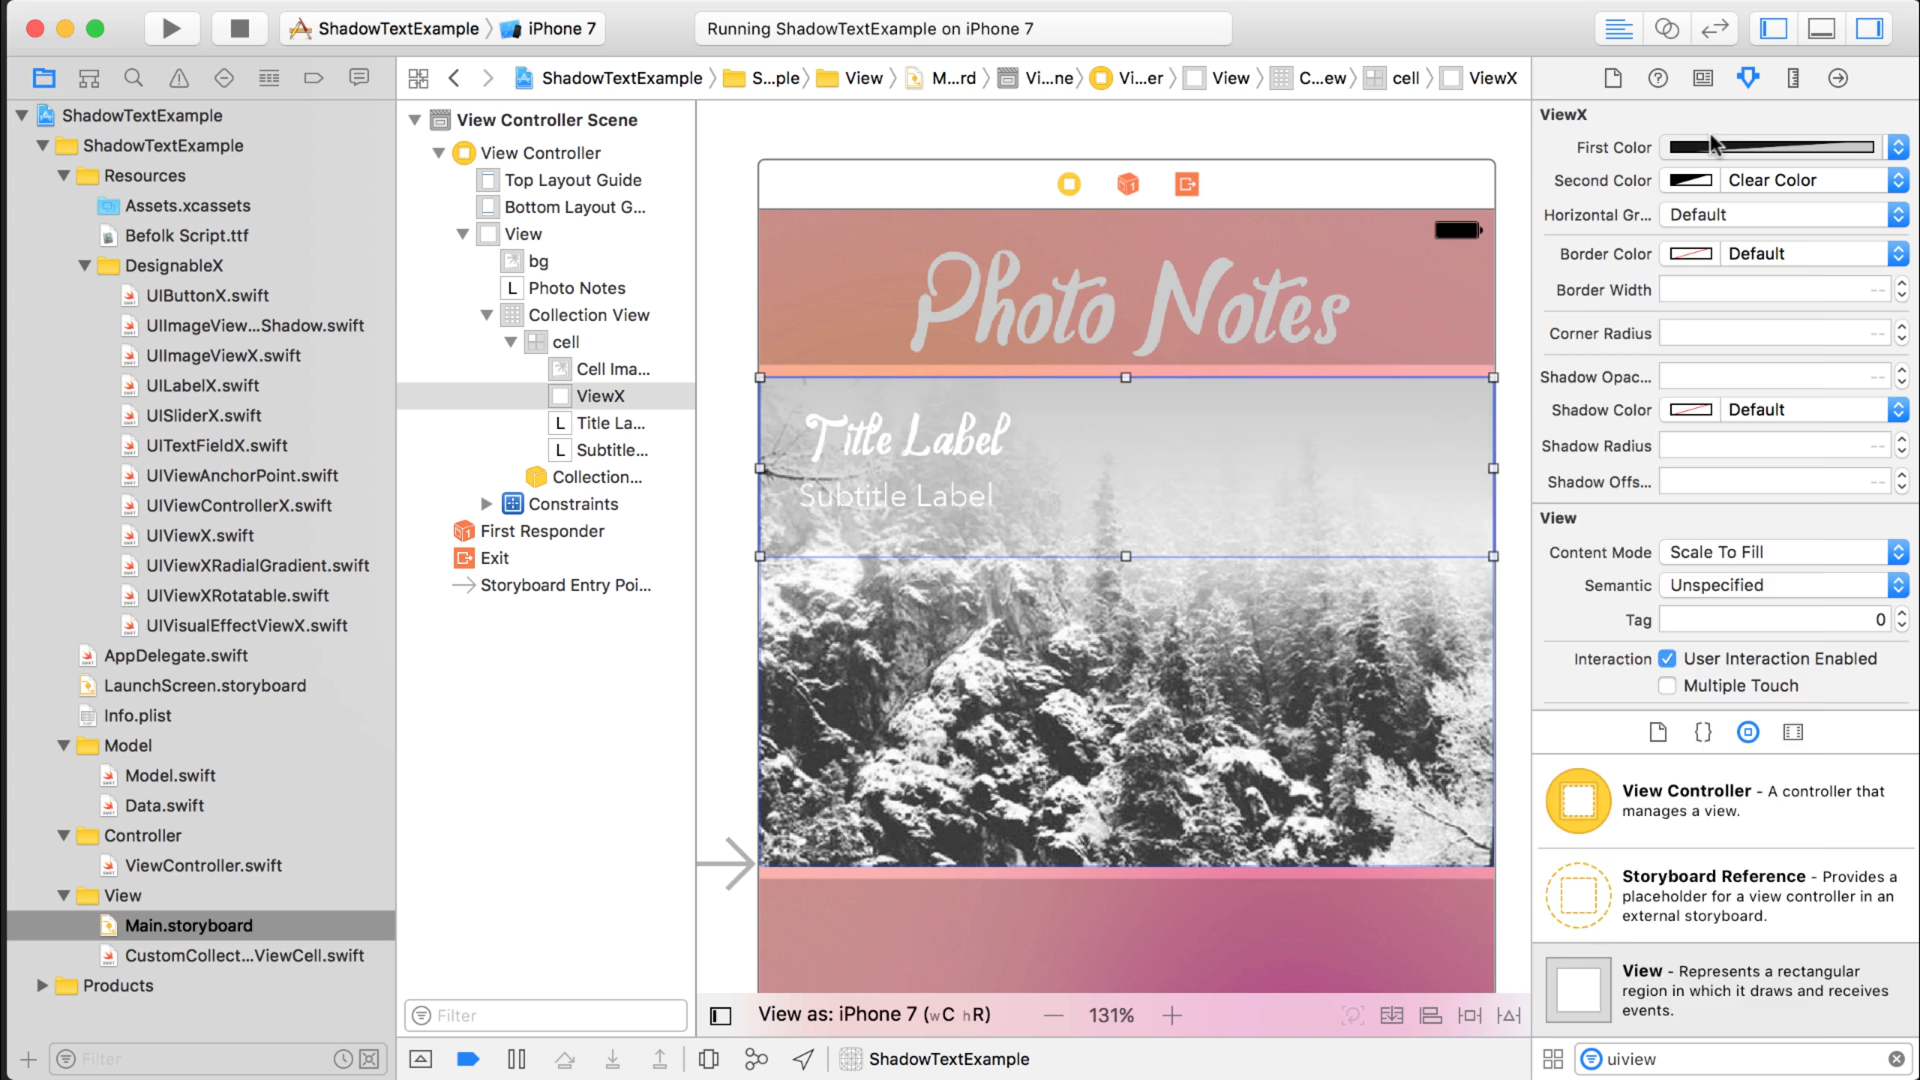 ShadowTextExample iPhone 7
Running ShadowTextExample on iPhone 7
ShadowTextExample S...ple View M...rd Vi...ne Vi...er View C...ew cell ViewX
ShadowTextExample
ShadowTextExample
Resources
Assets.xcassets
Befolk Script.ttf
DesignableX
UIButtonX.swift
UIImageView...Shadow.swift
UIImageViewX.swift
UILabelX.swift
UISliderX.swift
UITextFieldX.swift
UIViewAnchorPoint.swift
UIViewControllerX.swift
UIViewX.swift
UIViewXRadialGradient.swift
UIViewXRotatable.swift
UIVisualEffectViewX.swift
AppDelegate.swift
LaunchScreen.storyboard
Info.plist
Model
Model.swift
Data.swift
Controller
ViewController.swift
View
Main.storyboard
CustomCollect...ViewCell.swift
Products
Filter
View Controller Scene
View Controller
Top Layout Guide
Bottom Layout G...
View
bg
L Photo Notes
Collection View
cell
Cell Ima...
ViewX
L Title La...
L Subtitle...
Collection...
Constraints
First Responder
Exit
Storyboard Entry Poi...
Filter
Photo Notes
Title Label
Subtitle Label
View as: iPhone 7 (wC hR)
131%
ShadowTextExample
ViewX
First Color
Second Color Clear Color
Horizontal Gr... Default
Border Color Default
Border Width --
Corner Radius --
Shadow Opac... --
Shadow Color Default
Shadow Radius --
Shadow Offs... --
View
Content Mode Scale To Fill
Semantic Unspecified
Tag 0
Interaction User Interaction Enabled
Multiple Touch
View Controller - A controller that
manages a view.
Storyboard Reference - Provides a
placeholder for a view controller in an
external storyboard.
View - Represents a rectangular
region in which it draws and receives
events.
uiview